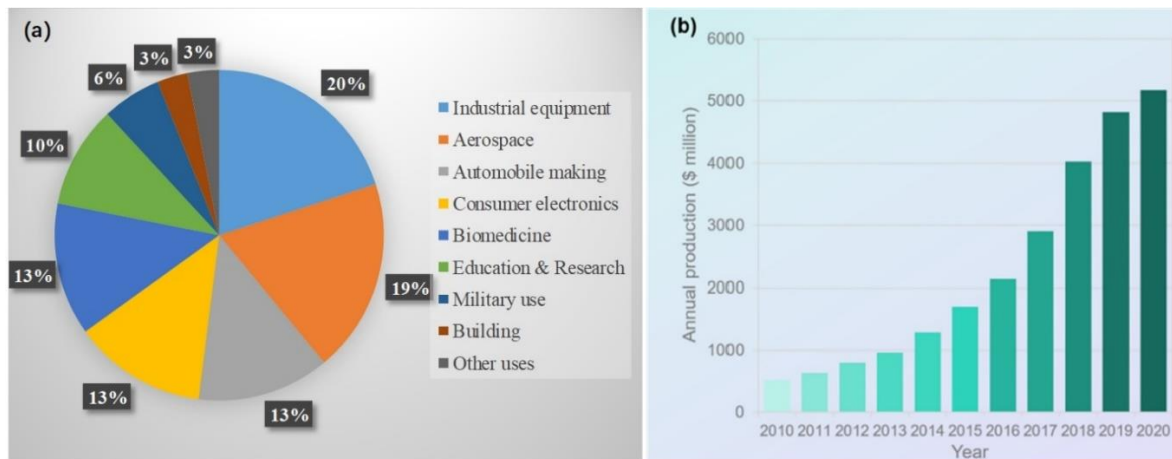 (a)
3%
3%
6%
20%
10%
13%
19%
13%
13%
Industrial equipment
Aerospace
Automobile making
Consumer electronics
Biomedicine
Education & Research
Military use
Building
Other uses
(b)
Annual production ($ million)
6000
5000
4000
3000
2000
1000
0
2010 2011 2012 2013 2014 2015 2016 2017 2018 2019 2020
Year